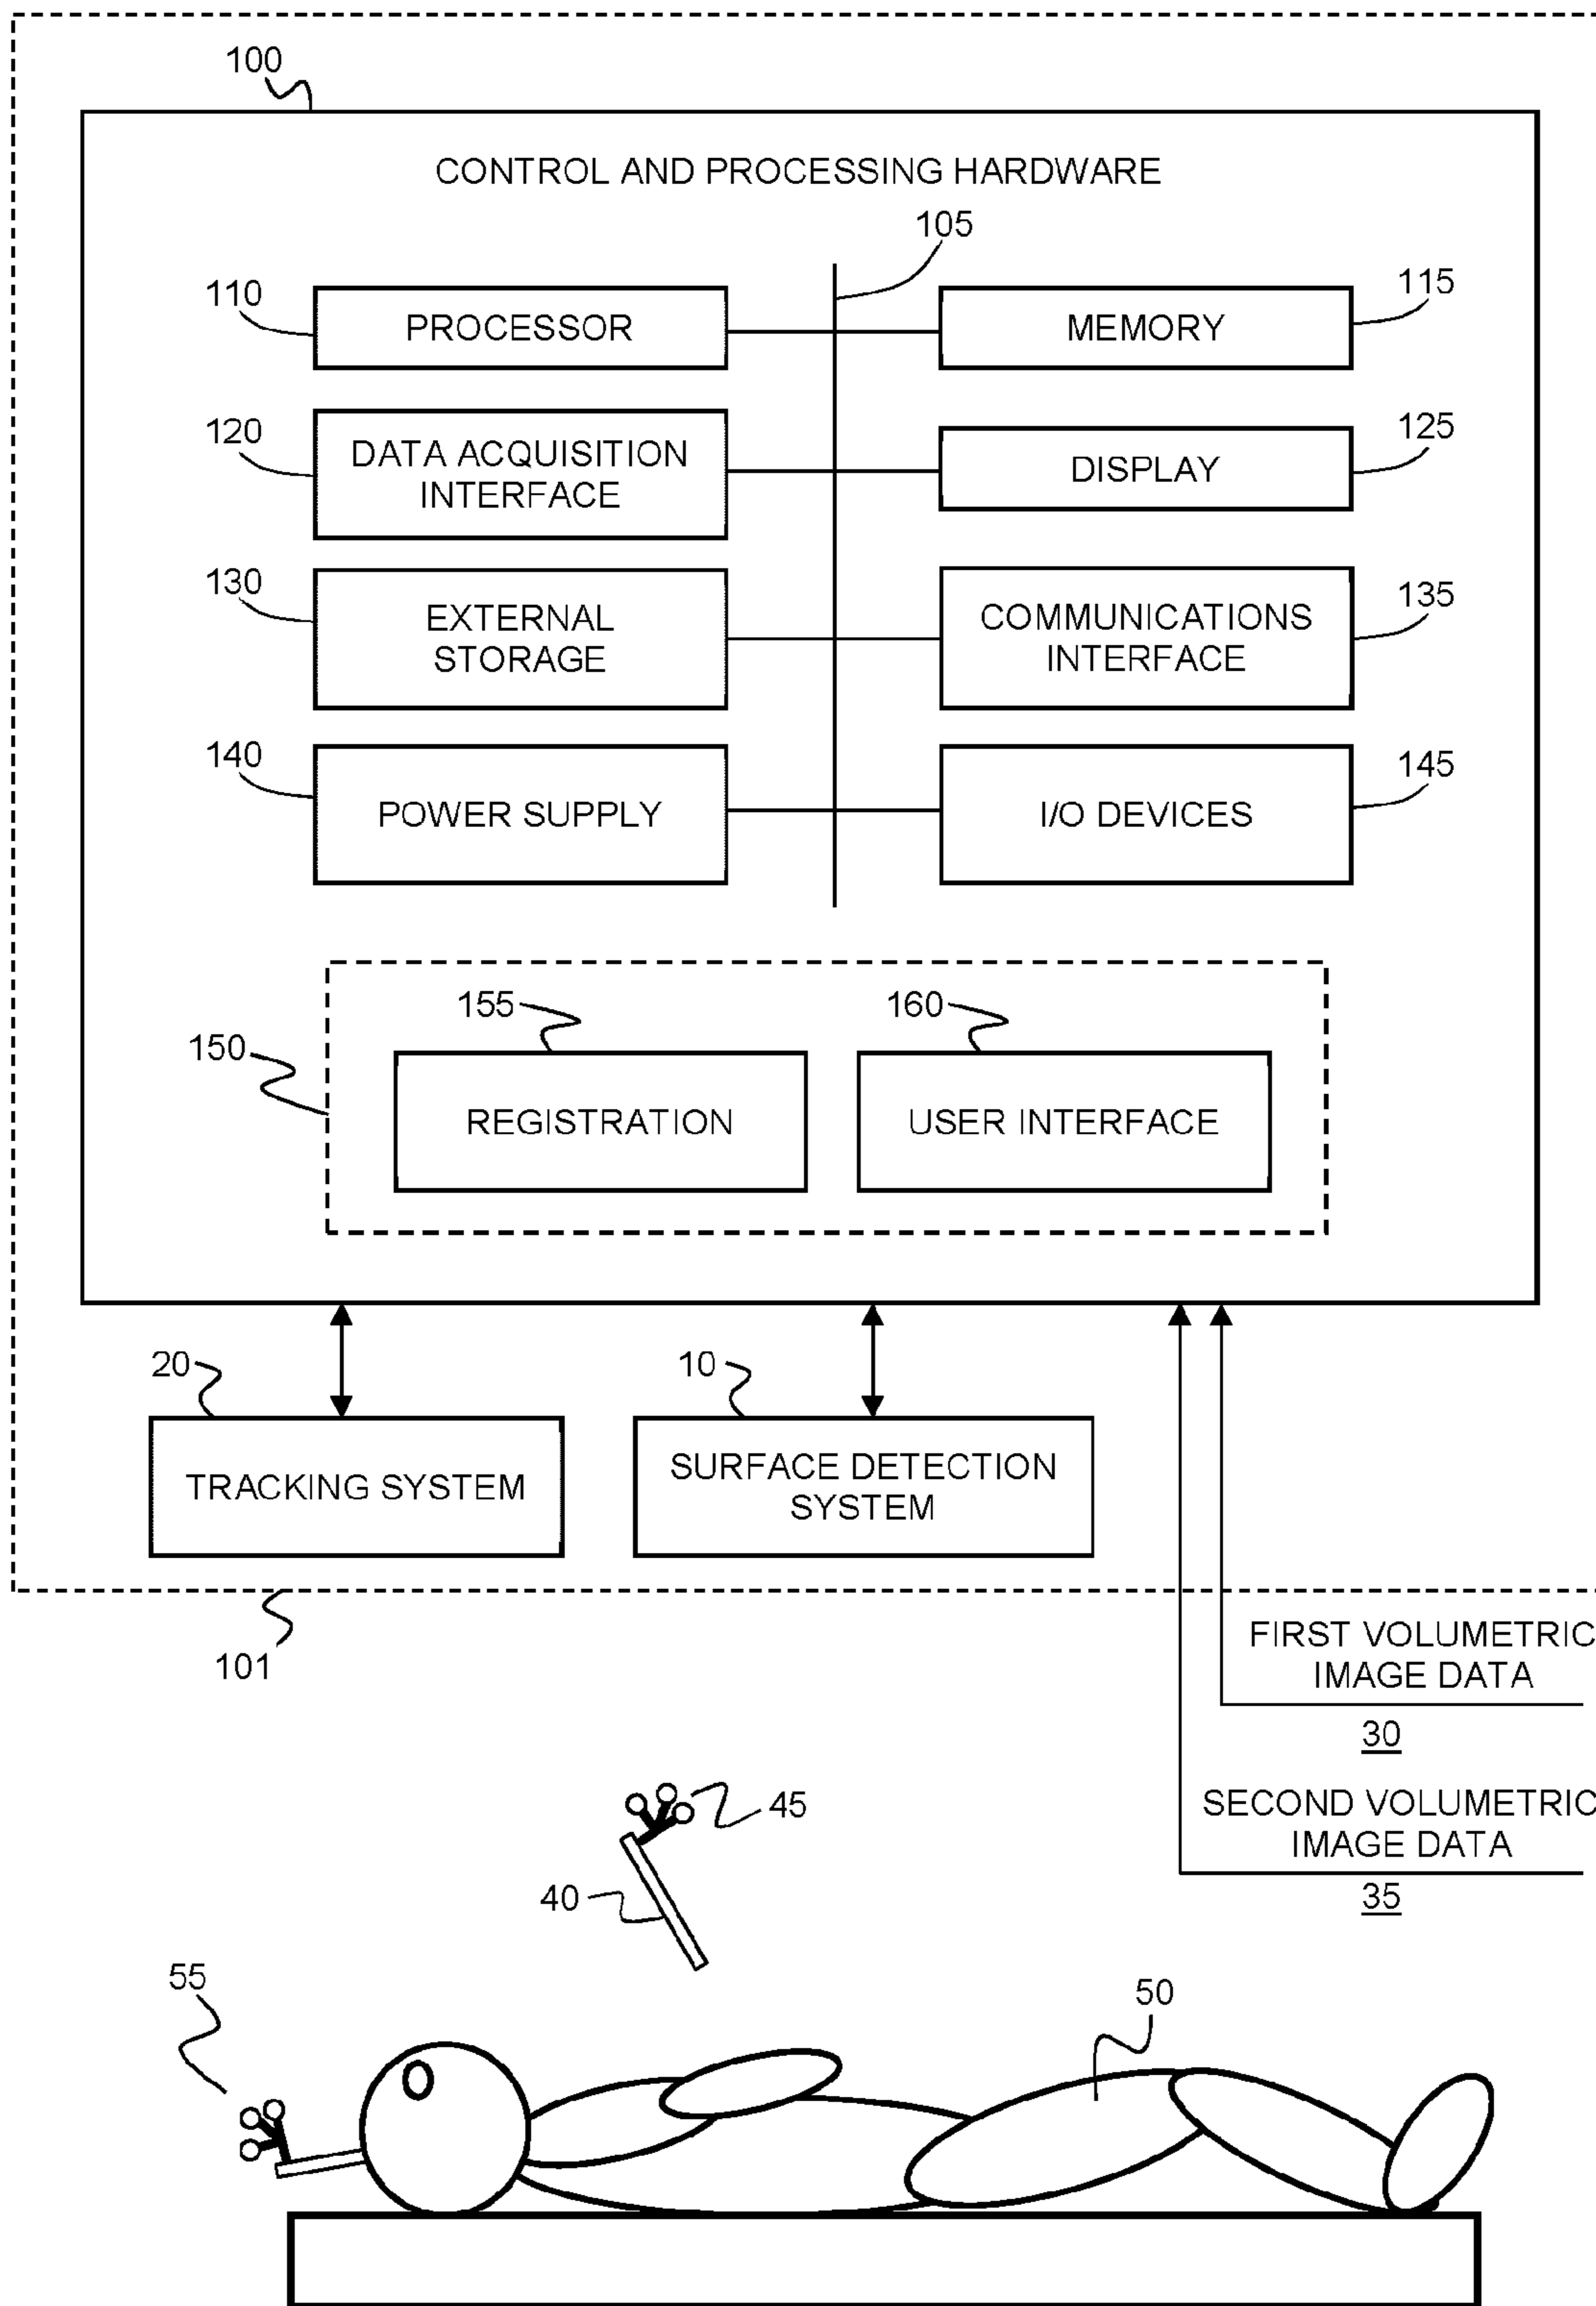 100
CONTROL AND PROCESSING HARDWARE
105
110
PROCESSOR
MEMORY
115
120
DATA ACQUISITION
INTERFACE
DISPLAY
125
130
EXTERNAL
STORAGE
COMMUNICATIONS
INTERFACE
135
140
POWER SUPPLY
I/O DEVICES
145
150
155
REGISTRATION
160
USER INTERFACE
20
TRACKING SYSTEM
10
SURFACE DETECTION
SYSTEM
101
FIRST VOLUMETRIC
IMAGE DATA
30
SECOND VOLUMETRIC
IMAGE DATA
35
45
40
55
50